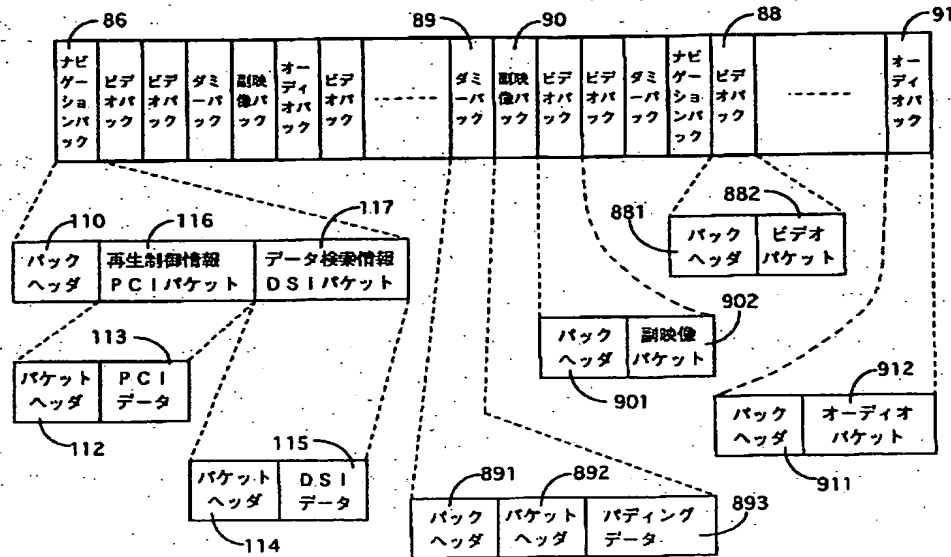 86
89
90
88
91
ナビゲーションパック
ビデオパック
ビデオパック
ダミーパック
副映像パック
オーディオパック
ビデオパック
ダミーパック
副映像パック
ビデオパック
ビデオパック
ダミーパック
ナビゲーションパック
ビデオパック
オーディオパック
110
116
117
パック
ヘッダ
再生制御情報
PCIパケット
データ検索情報
DSIパケット
881
882
パック
ヘッダ
ビデオ
パケット
113
パケット
ヘッダ
PCI
データ
112
902
パック
ヘッダ
副映像
パケット
901
912
パック
ヘッダ
オーディオ
パケット
911
115
パケット
ヘッダ
DSI
データ
114
891
892
パック
ヘッダ
パケット
ヘッダ
パディング
データ
893